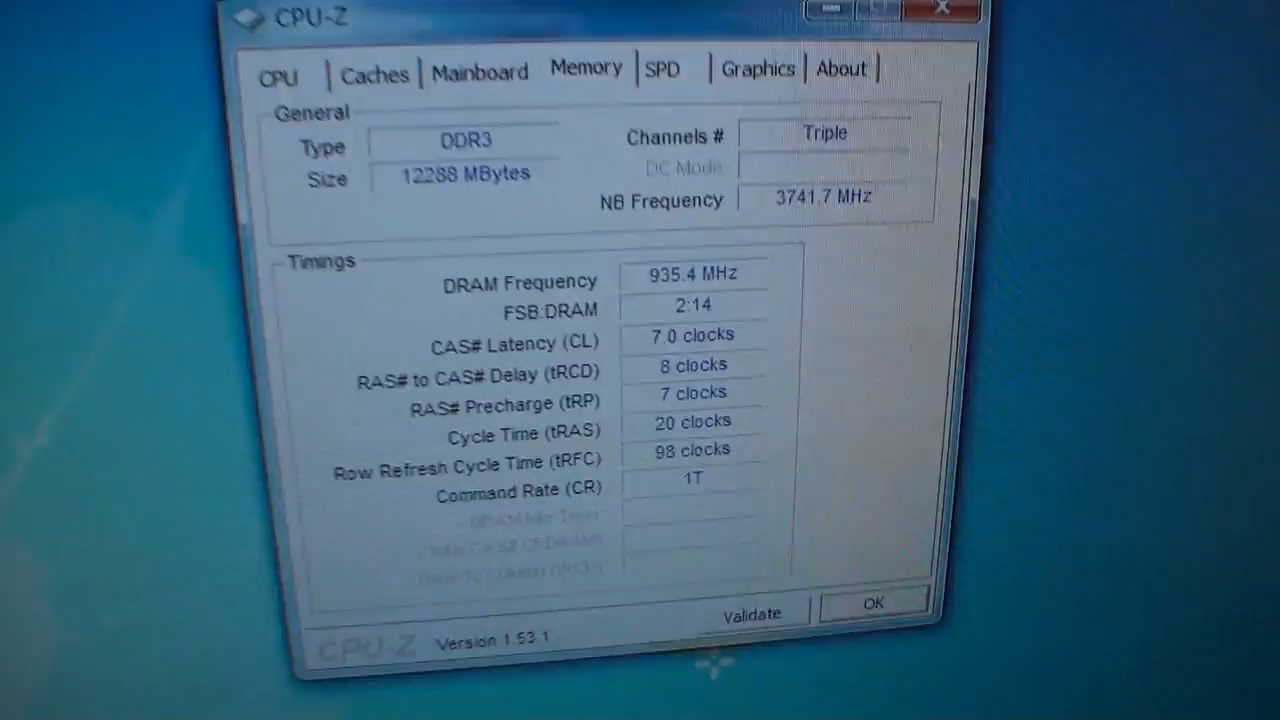 CPU-Z
CPU Caches Mainboard Memory SPD Graphics About
General
Type DDR3 Channels # Triple
Size 12288 MBytes DC Mode
NB Frequency 3741.7 MHz
Timings
DRAM Frequency 935.4 MHz
FSB:DRAM 2:14
CAS# Latency (CL) 7.0 clocks
RAS# to CAS# Delay (tRCD) 8 clocks
RAS# Precharge (tRP) 7 clocks
Cycle Time (tRAS) 20 clocks
Row Refresh Cycle Time (tRFC) 98 clocks
Command Rate (CR) 1T
CPU-Z Version 1.53.1 Validate OK